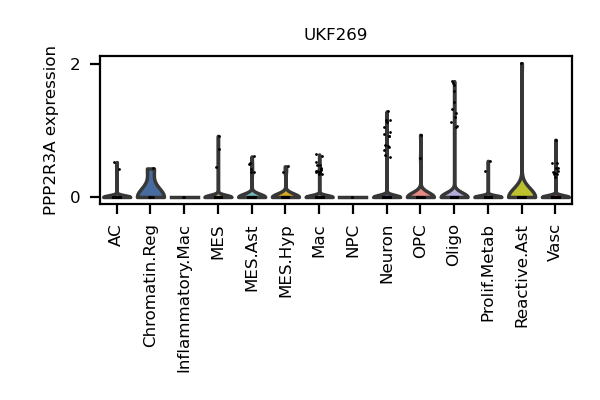 UKF269
PPP2R3A expression
2
0
AC
Chromatin.Reg
Inflammatory.Mac
MES
MES.Ast
MES.Hyp
Mac
NPC
Neuron
OPC
Oligo
Prolif.Metab
Reactive.Ast
Vasc